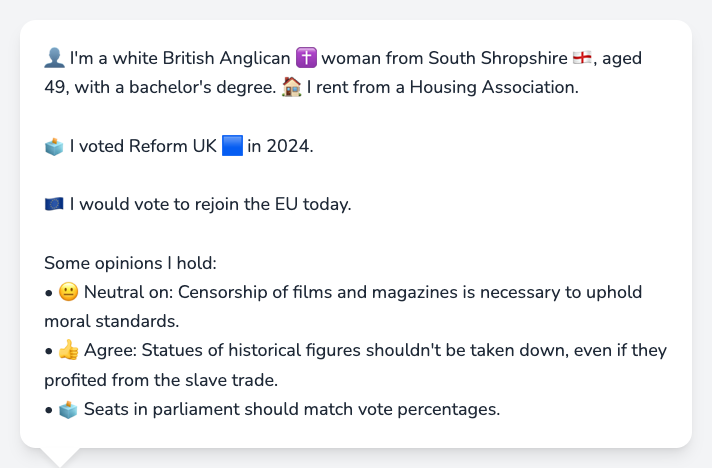 👤 I'm a white British Anglican ✝️ woman from South Shropshire 🏴󠁧󠁢󠁥󠁮󠁧󠁿, aged
49, with a bachelor's degree. 🏠 I rent from a Housing Association.
🗳️ I voted Reform UK 🟦 in 2024.
🇪🇺 I would vote to rejoin the EU today.
Some opinions I hold:
• 😐 Neutral on: Censorship of films and magazines is necessary to uphold
moral standards.
• 👍 Agree: Statues of historical figures shouldn't be taken down, even if they
profited from the slave trade.
• 🗳️ Seats in parliament should match vote percentages.